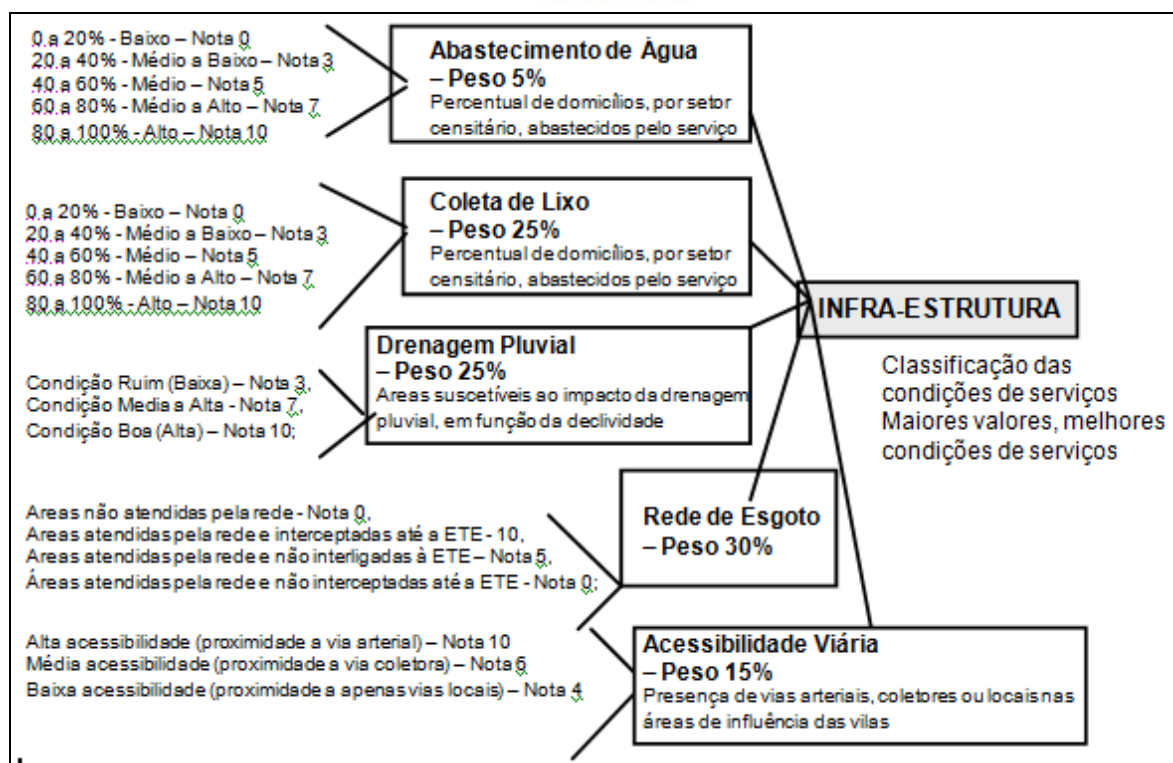 0 a 20% - Baixo – Nota 0
20 a 40% - Médio a Baixo – Nota 3
40 a 60% - Médio – Nota 5
60 a 80% - Médio a Alto – Nota 7
80 a 100% - Alto – Nota 10
Abastecimento de Água
– Peso 5%
Percentual de domicílios, por setor
censitário, abastecidos pelo serviço
0 a 20% - Baixo – Nota 0
20 a 40% - Médio a Baixo – Nota 3
40 a 60% - Médio – Nota 5
60 a 80% - Médio a Alto – Nota 7
80 a 100% - Alto – Nota 10
Coleta de Lixo
– Peso 25%
Percentual de domicílios, por setor
censitário, abastecidos pelo serviço
Condição Ruim (Baixa) – Nota 3,
Condição Media a Alta - Nota 7,
Condição Boa (Alta) – Nota 10;
Drenagem Pluvial
– Peso 25%
Areas suscetíveis ao impacto da drenagem
pluvial, em função da declividade
Areas não atendidas pela rede - Nota 0,
Areas atendidas pela rede e interceptadas até a ETE - 10,
Areas atendidas pela rede e não interligadas à ETE – Nota 5,
Áreas atendidas pela rede e não interceptadas até a ETE - Nota 0;
Rede de Esgoto
– Peso 30%
Alta acessibilidade (proximidade a via arterial) – Nota 10
Média acessibilidade (proximidade a via coletora) – Nota 6
Baixa acessibilidade (proximidade a apenas vias locais) – Nota 4
Acessibilidade Viária
– Peso 15%
Presença de vias arteriais, coletores ou locais nas
áreas de influência das vilas
INFRA-ESTRUTURA
Classificação das
condições de serviços
Maiores valores, melhores
condições de serviços